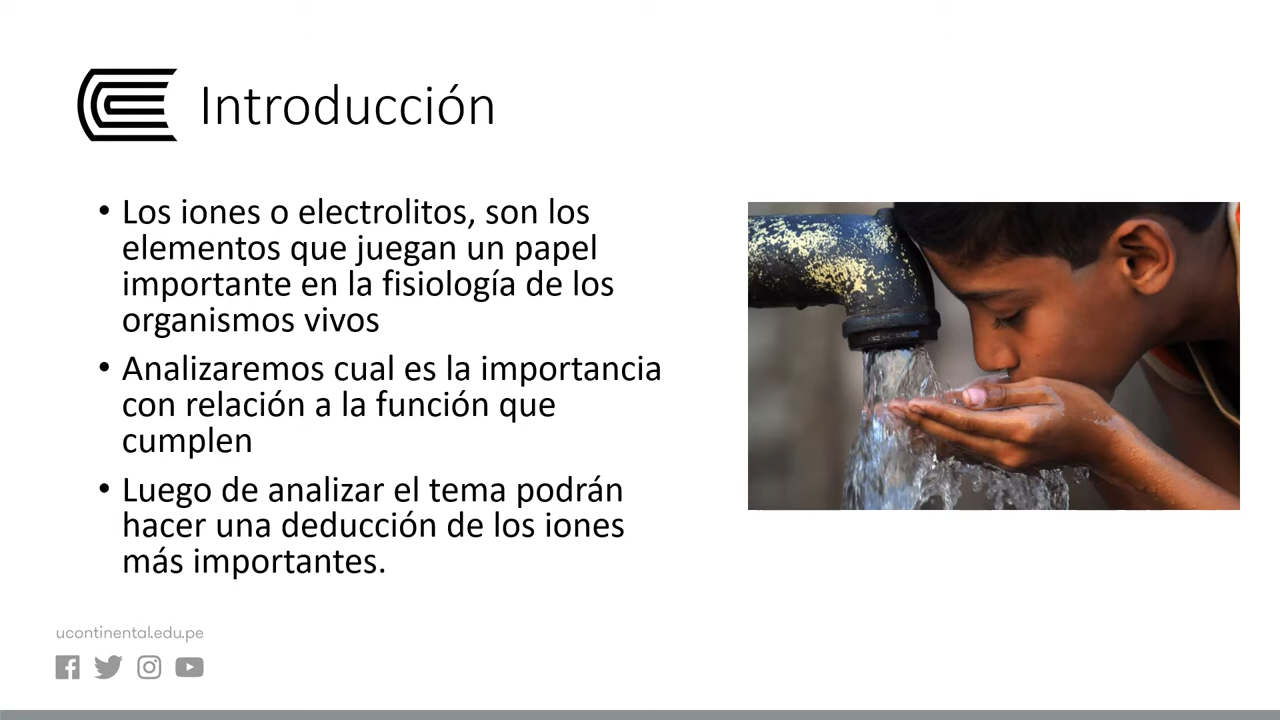 Introducción
• Los iones o electrolitos, son los
elementos que juegan un papel
importante en la fisiología de los
organismos vivos
• Analizaremos cual es la importancia
con relación a la función que
cumplen
• Luego de analizar el tema podrán
hacer una deducción de los iones
más importantes.
ucontinental.edu.pe